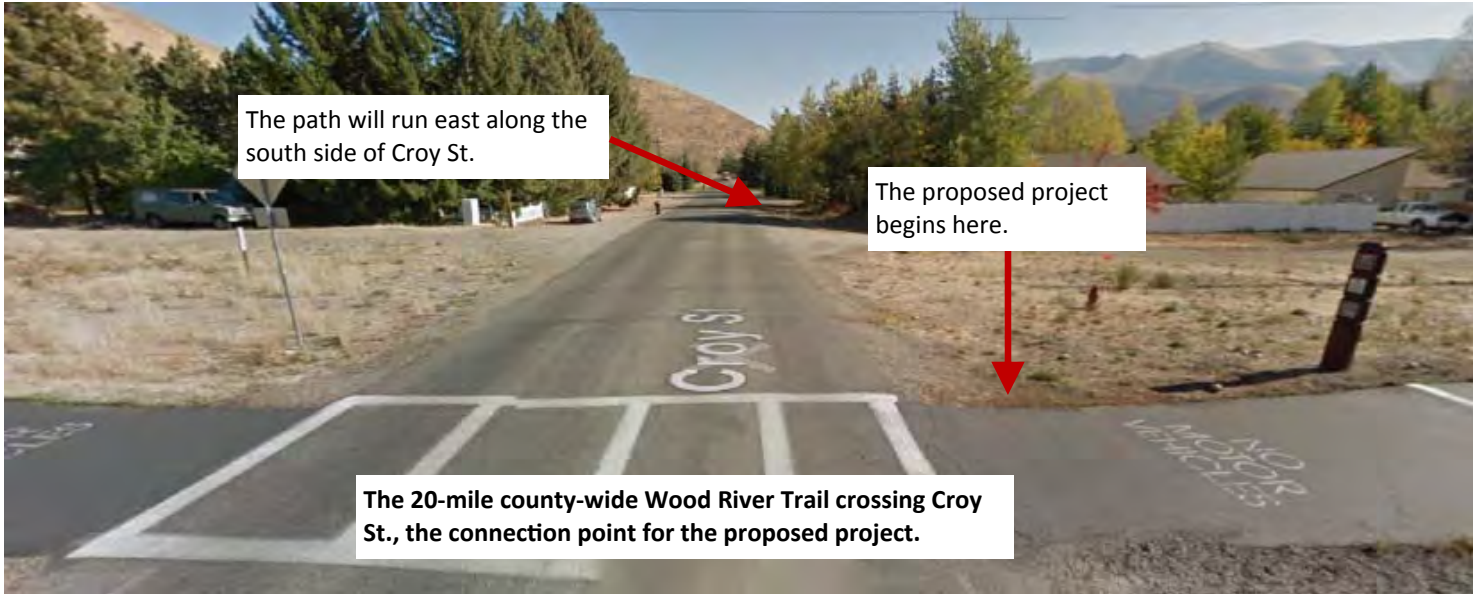 The path will run east along the
south side of Croy St.
The proposed project
begins here.
Croy St
NO
MOTOR
VEHICLES
The 20-mile county-wide Wood River Trail crossing Croy
St., the connection point for the proposed project.